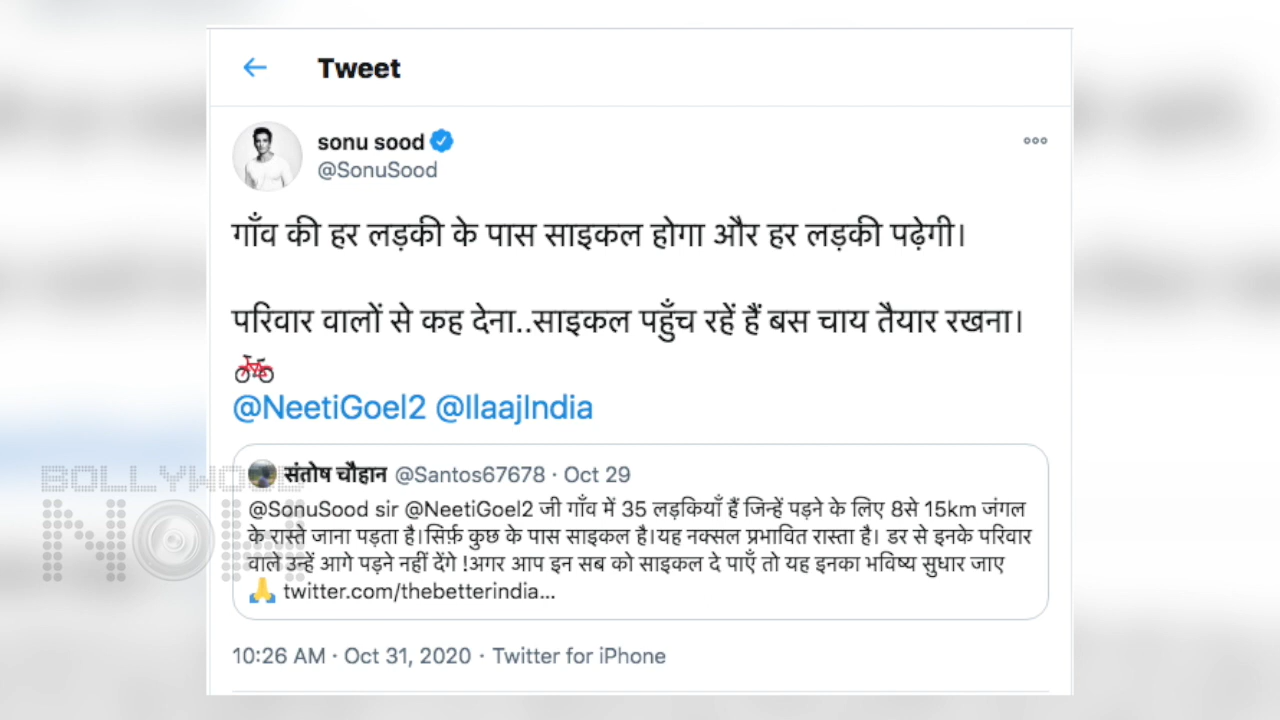 Tweet
sonu sood
@SonuSood
गाँव की हर लड़की के पास साइकल होगा और हर लड़की पढ़ेगी।
परिवार वालों से कह देना..साइकल पहुँच रहें हैं बस चाय तैयार रखना।
@NeetiGoel2 @IlaajIndia
संतोष चौहान @Santos67678 · Oct 29
@SonuSood sir @NeetiGoel2 जी गाँव में 35 लड़कियाँ हैं जिन्हें पड़ने के लिए 8से 15km जंगल
के रास्ते जाना पड़ता है।सिर्फ़ कुछ के पास साइकल है।यह नक्सल प्रभावित रास्ता है। डर से इनके परिवार
वाले उन्हें आगे पड़ने नहीं देंगे !अगर आप इन सब को साइकल दे पाएँ तो यह इनका भविष्य सुधार जाए
twitter.com/thebetterindia...
10:26 AM · Oct 31, 2020 · Twitter for iPhone
BOLLYWOOD
NOW